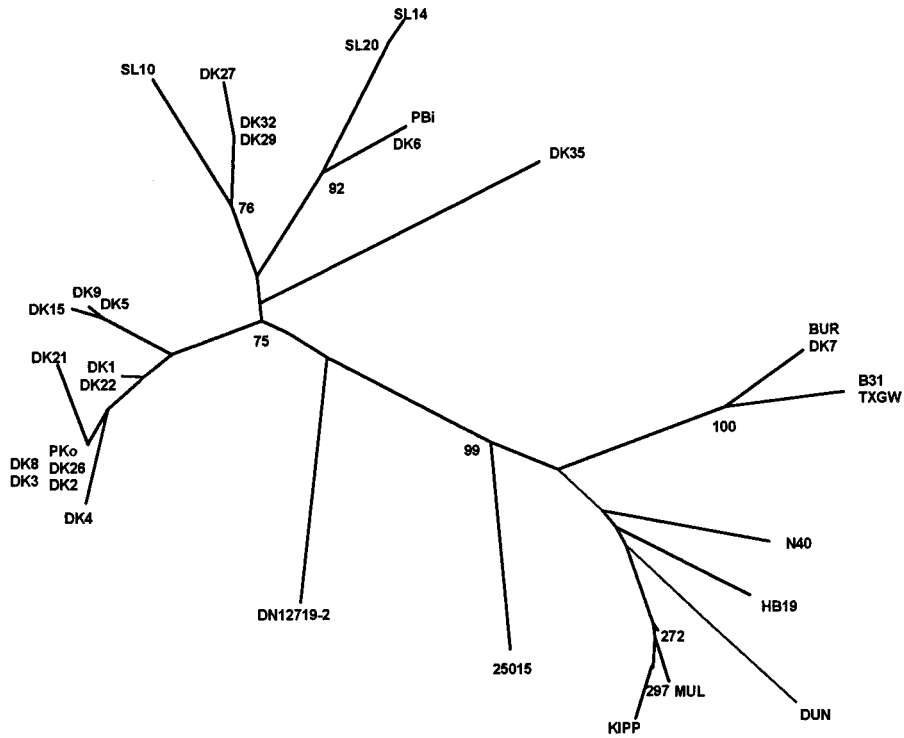 SL14
SL20
SL10
DK27
DK32
DK29
PBi
DK6
DK35
92
76
DK9
DK5
DK15
75
BUR
DK7
DK21
DK1
DK22
B31
TXGW
100
99
PKo
DK8 DK26
DK3 DK2
DK4
N40
HB19
DN12719-2
272
25015
297 MUL
DUN
KIPP